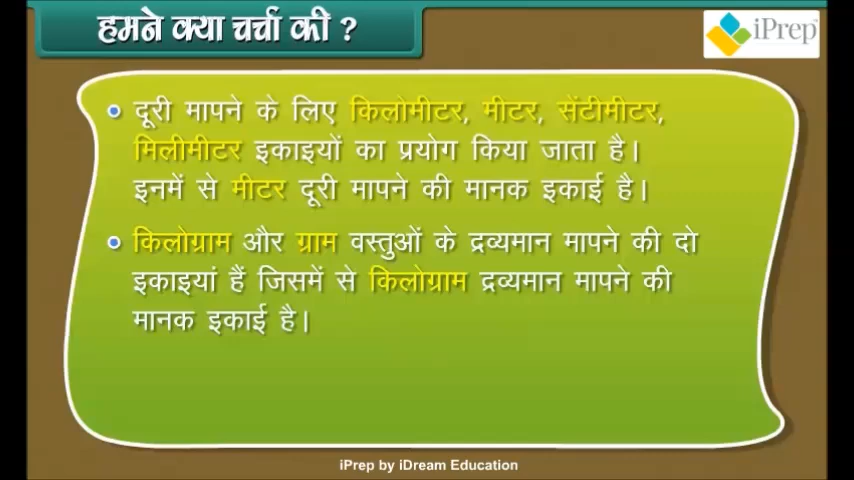 हमने क्या चर्चा की ?
iPrep
दूरी मापने के लिए किलोमीटर, मीटर, सेंटीमीटर,
मिलीमीटर इकाइयों का प्रयोग किया जाता है।
इनमें से मीटर दूरी मापने की मानक इकाई है।
किलोग्राम और ग्राम वस्तुओं के द्रव्यमान मापने की दो
इकाइयां हैं जिसमें से किलोग्राम द्रव्यमान मापने की
मानक इकाई है।
iPrep by iDream Education